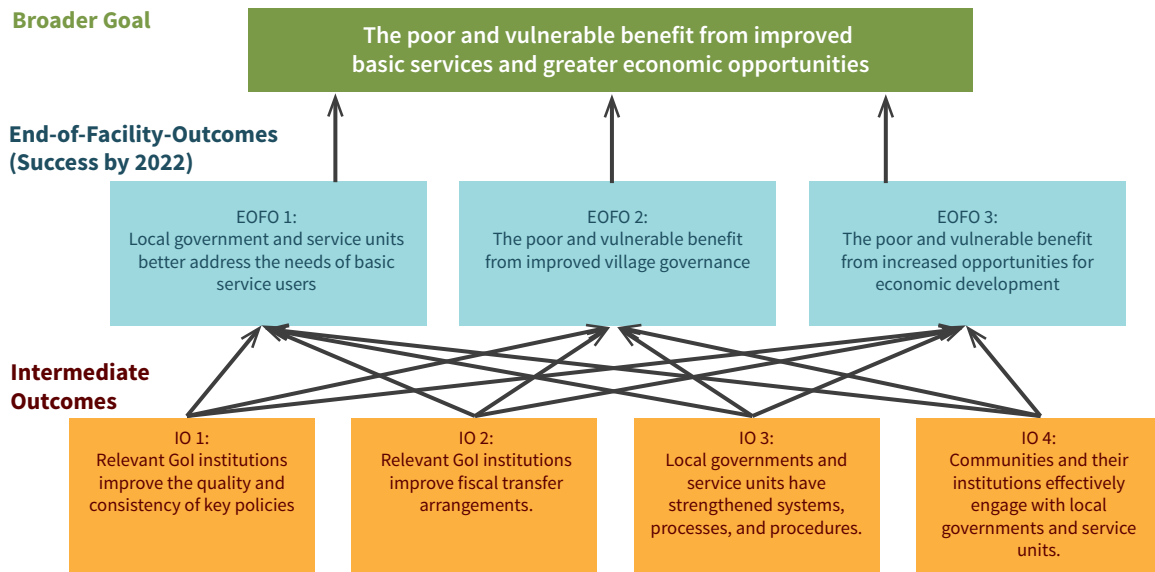 Broader Goal
The poor and vulnerable benefit from improved
basic services and greater economic opportunities
End-of-Facility-Outcomes
(Success by 2022)
EOFO 1:
Local government and service units
better address the needs of basic
service users
EOFO 2:
The poor and vulnerable benefit
from improved village governance
EOFO 3:
The poor and vulnerable benefit
from increased opportunities for
economic development
Intermediate
Outcomes
IO 1:
Relevant GoI institutions
improve the quality and
consistency of key policies
IO 2:
Relevant GoI institutions
improve fiscal transfer
arrangements.
IO 3:
Local governments and
service units have
strengthened systems,
processes, and procedures.
IO 4:
Communities and their
institutions effectively
engage with local
governments and service
units.